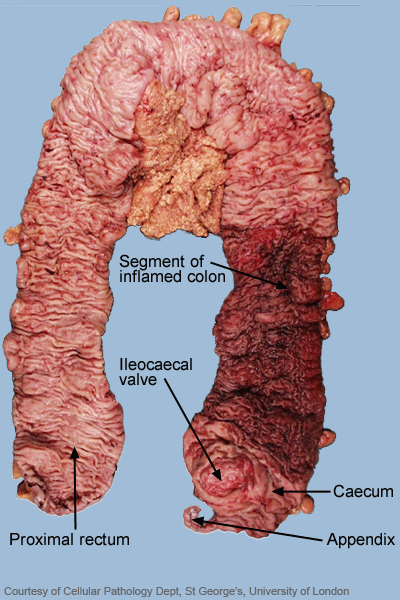 Segment of
inflamed colon
Ileocaecal
valve
Caecum
Proximal rectum
Appendix
Courtesy of Cellular Pathology Dept, St George's, University of London